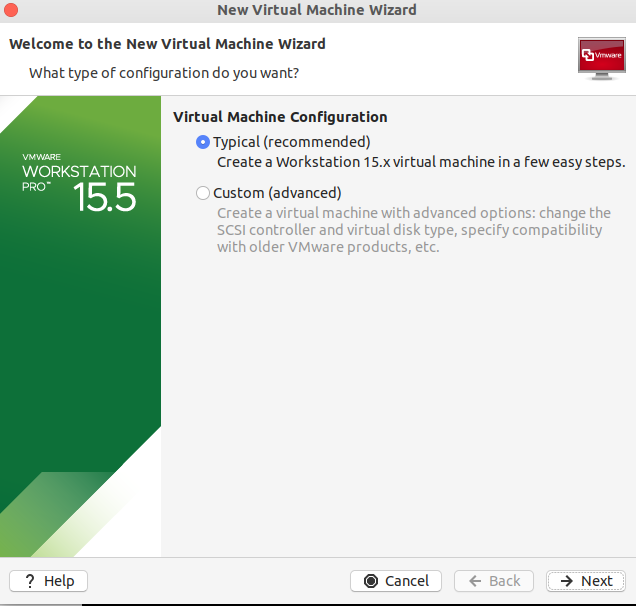 New Virtual Machine Wizard
Welcome to the New Virtual Machine Wizard
What type of configuration do you want?
Vmware
VMWARE
WORKSTATION
PRO™ 15.5
Virtual Machine Configuration
Typical (recommended)
Create a Workstation 15.x virtual machine in a few easy steps.
Custom (advanced)
Create a virtual machine with advanced options: change the
SCSI controller and virtual disk type, specify compatibility
with older VMware products, etc.
? Help
Cancel
Back
Next